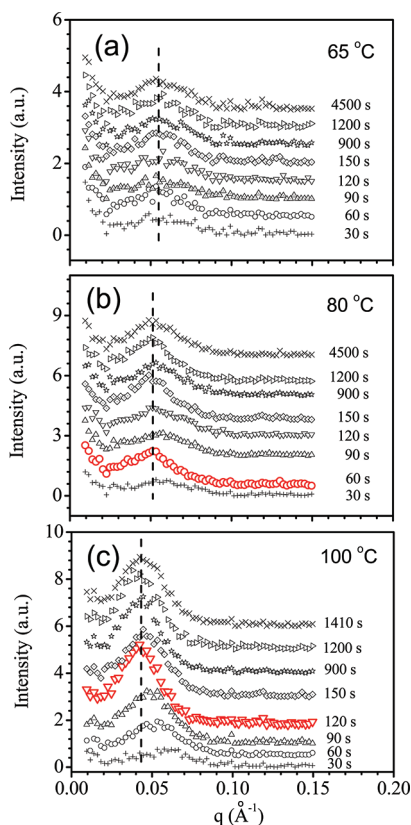 (a)
65 °C
Intensity (a.u.)
6
4
2
0
4500 s
1200 s
900 s
150 s
120 s
90 s
60 s
30 s
(b)
80 °C
Intensity (a.u.)
9
6
3
0
4500 s
1200 s
900 s
150 s
120 s
90 s
60 s
30 s
(c)
100 °C
Intensity (a.u.)
10
8
6
4
2
0
1410 s
1200 s
900 s
150 s
120 s
90 s
60 s
30 s
0.00 0.05 0.10 0.15 0.20
q (Å⁻¹)